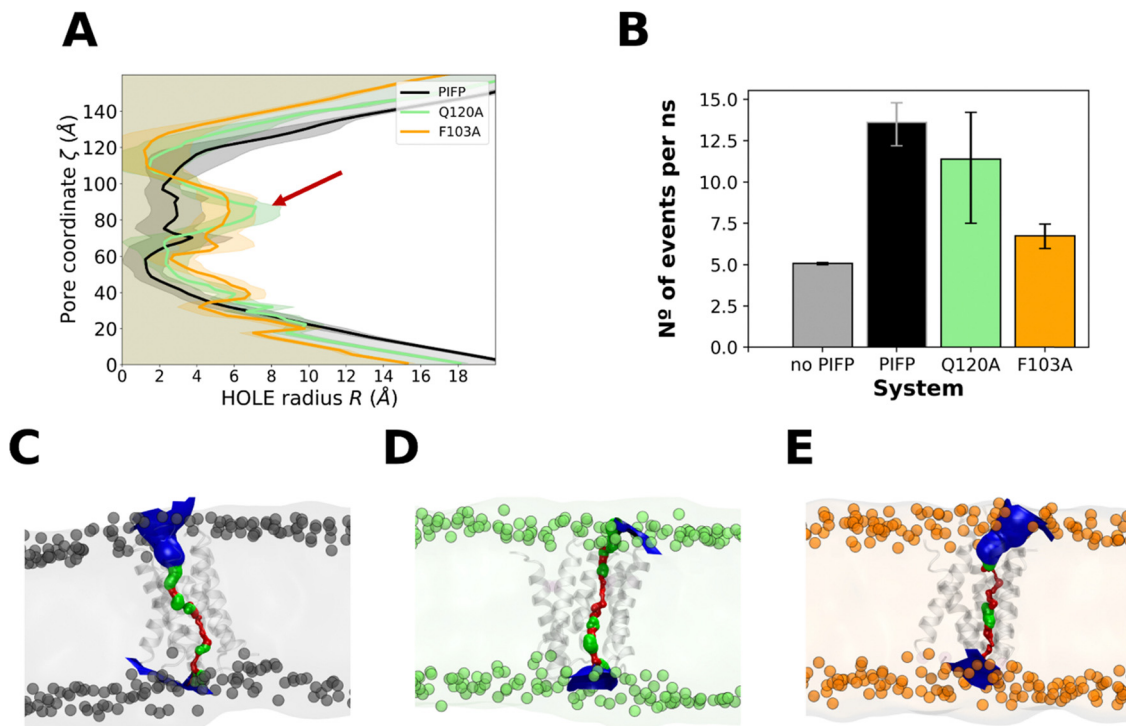 A
Pore coordinate ζ (Å)
140
120
100
80
60
40
20
0
PIFP
Q120A
F103A
0 2 4 6 8 10 12 14 16 18
HOLE radius R (Å)
B
Nº of events per ns
15.0
12.5
10.0
7.5
5.0
2.5
0.0
no PIFP PIFP Q120A F103A
System
C
D
E